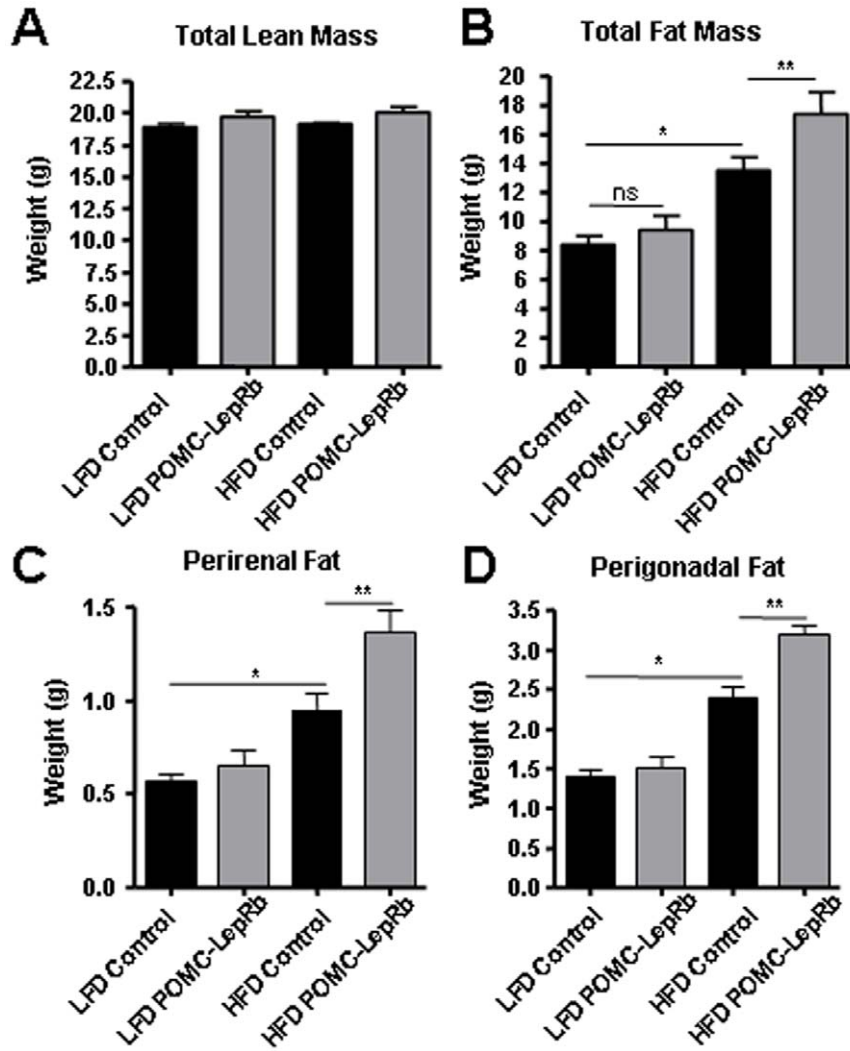 A
Total Lean Mass
Weight (g)
22.5
20.0
17.5
15.0
12.5
10.0
7.5
5.0
2.5
0.0
LFD Control
LFD POMC-LepRb
HFD Control
HFD POMC-LepRb
B
Total Fat Mass
Weight (g)
20
18
16
14
12
10
8
6
4
2
0
ns
*
**
LFD Control
LFD POMC-LepRb
HFD Control
HFD POMC-LepRb
C
Perirenal Fat
Weight (g)
1.5
1.0
0.5
0.0
*
**
LFD Control
LFD POMC-LepRb
HFD Control
HFD POMC-LepRb
D
Perigonadal Fat
Weight (g)
3.5
3.0
2.5
2.0
1.5
1.0
0.5
0.0
*
**
LFD Control
LFD POMC-LepRb
HFD Control
HFD POMC-LepRb